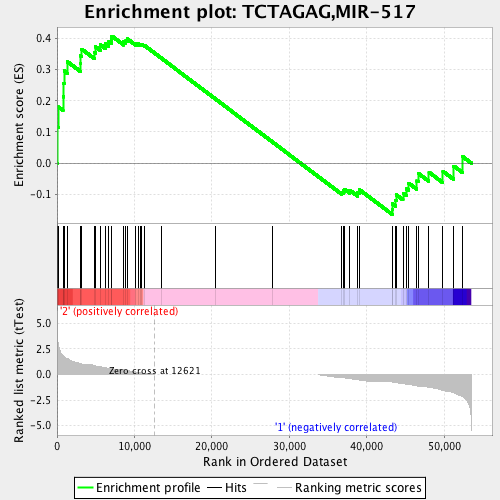 Enrichment plot: TCTAGAG,MIR-517
Enrichment score (ES)
0.4
0.3
0.2
0.1
0.0
-0.1
Ranked list metric (tTest)
5.0
2.5
0.0
-2.5
-5.0
'2' (positively correlated)
Zero cross at 12621
'1' (negatively correlated)
0 10,000 20,000 30,000 40,000 50,000
Rank in Ordered Dataset
Enrichment profile Hits Ranking metric scores